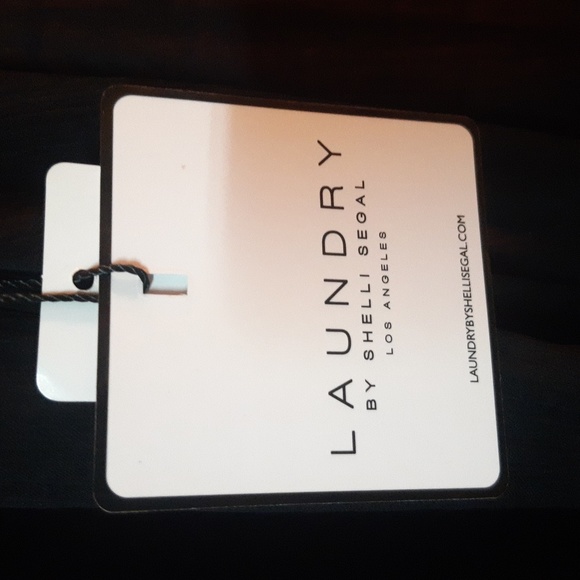 LAUNDRY
BY SHELLI SEGAL
LOS ANGELES
LAUNDRYBYSHELLISEGAL.COM